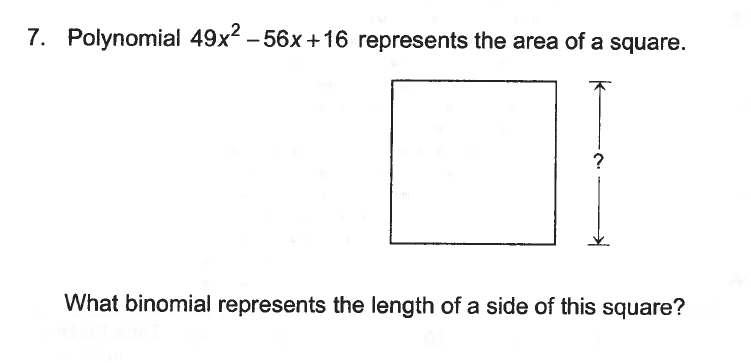 7. Polynomial 49x² – 56x + 16 represents the area of a square.
?
What binomial represents the length of a side of this square?